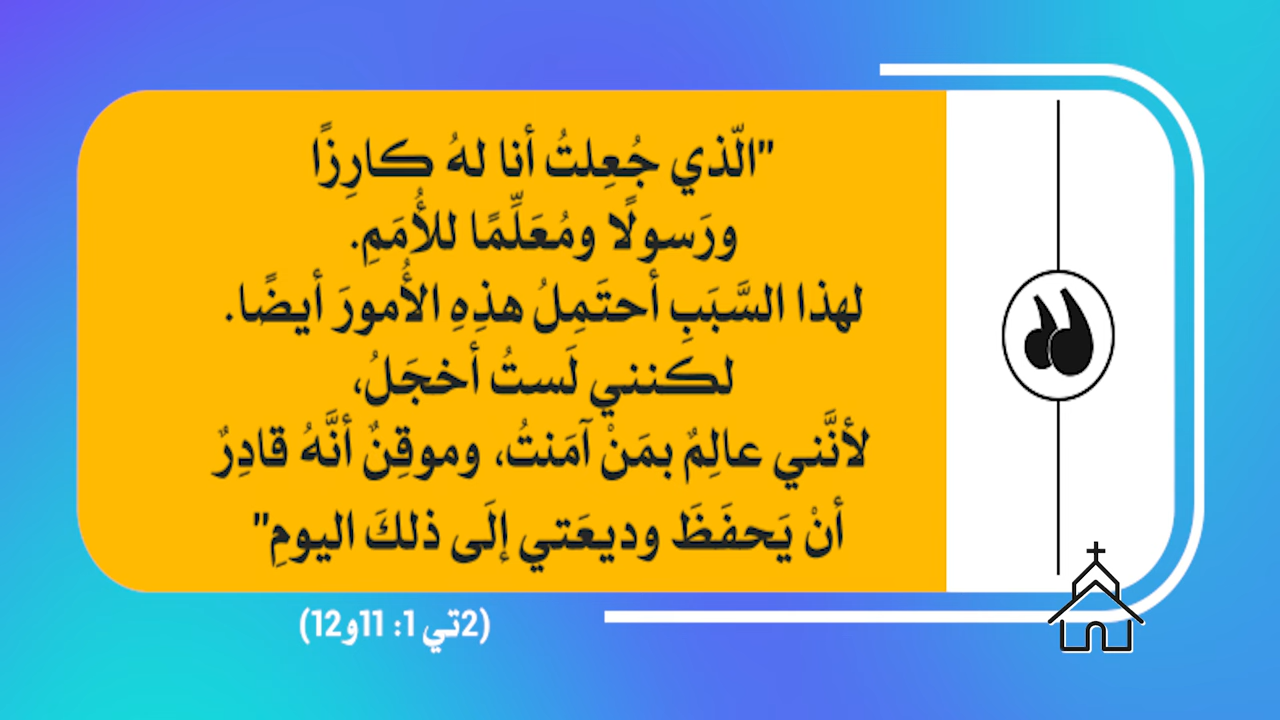 "الّذي جُعِلتُ أنا لهُ كارِزًا
ورَسولًا ومُعَلِّمًا للأُمَمِ.
لهذا السَّبَبِ أحتَمِلُ هذِهِ الأُمورَ أيضًا.
لكنني لَستُ أخجَلُ،
لأنَّني عالِمٌ بمَنْ آمَنتُ، وموقِنٌ أنَّهُ قادِرٌ
أنْ يَحفَظَ وديعَتي إلَى ذلكَ اليومِ"
(2تي 1: 11و12)